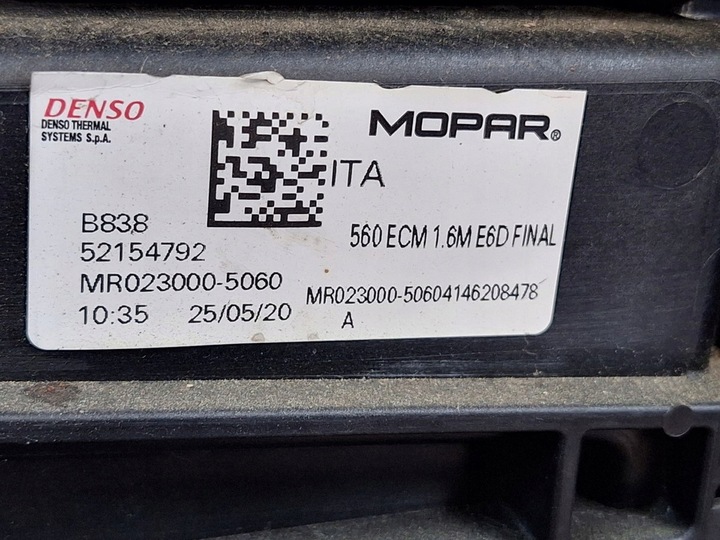 DENSO
DENSO THERMAL
SYSTEMS S.p.A.
MOPAR®
ITA
B838
52154792
MR023000-5060
10:35 25/05/20
560 ECM 1.6M E6D FINAL
MR023000-50604146208478
A